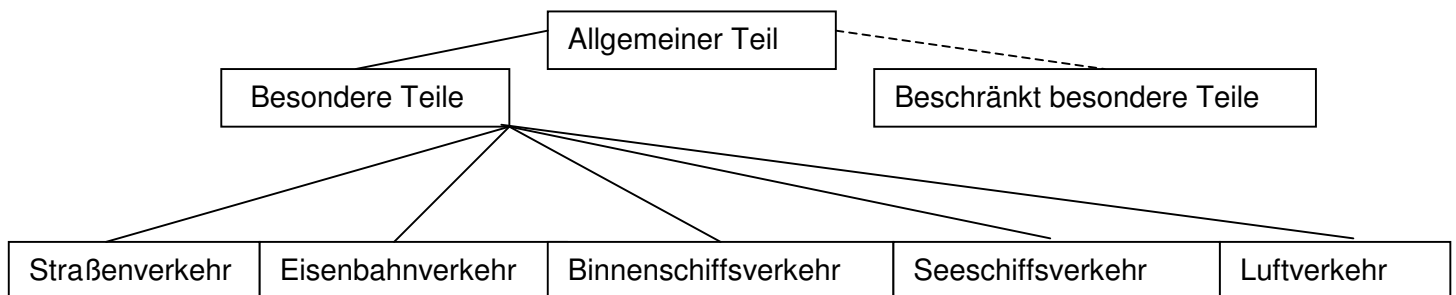 Allgemeiner Teil
Besondere Teile
Beschränkt besondere Teile
Straßenverkehr
Eisenbahnverkehr
Binnenschiffsverkehr
Seeschiffsverkehr
Luftverkehr